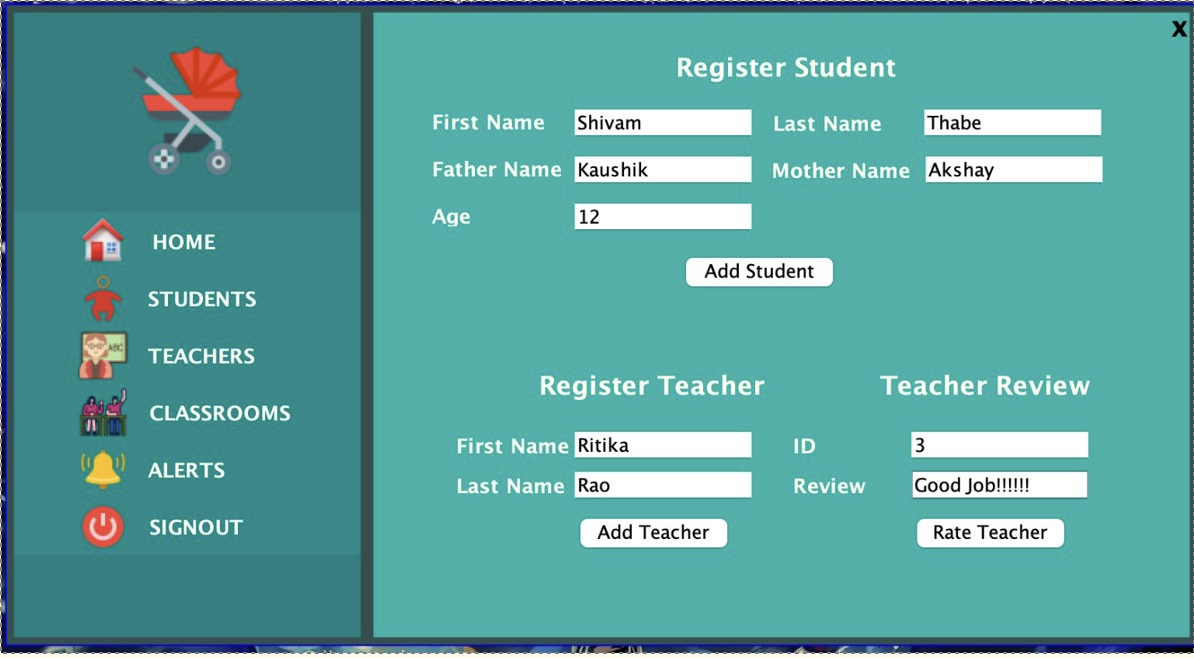 X
Register Student
First Name Shivam Last Name Thabe
Father Name Kaushik Mother Name Akshay
Age 12
Add Student
HOME
STUDENTS
ABC
TEACHERS
CLASSROOMS
ALERTS
SIGNOUT
Register Teacher Teacher Review
First Name Ritika ID 3
Last Name Rao Review Good Job!!!!!!
Add Teacher Rate Teacher